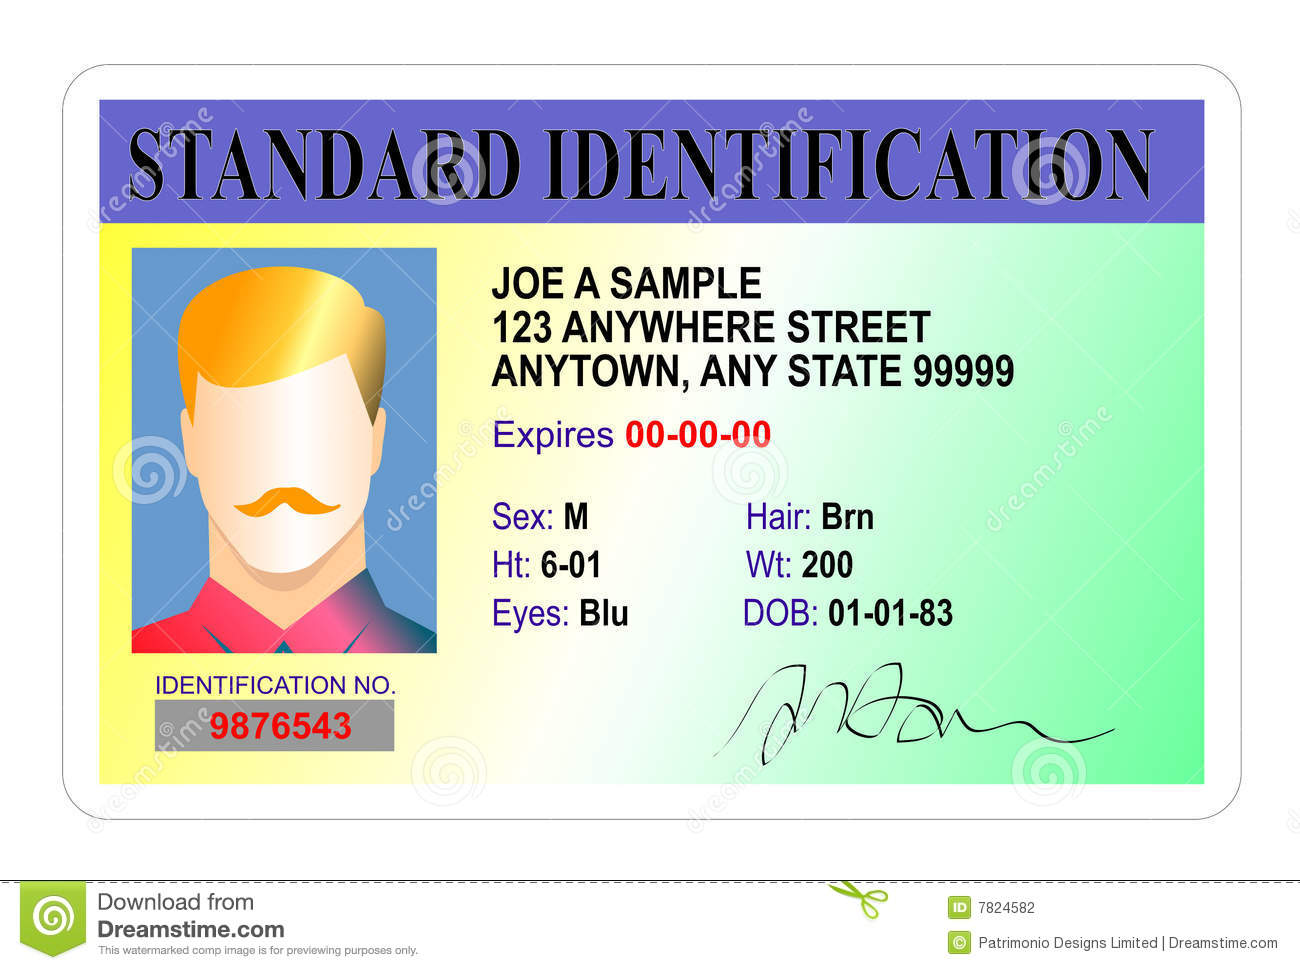 STANDARD IDENTIFICATION
JOE A SAMPLE
123 ANYWHERE STREET
ANYTOWN, ANY STATE 99999
Expires 00-00-00
Sex: M Hair: Brn
Ht: 6-01 Wt: 200
Eyes: Blu DOB: 01-01-83
IDENTIFICATION NO.
9876543
dreamstime.com
Download from
Dreamstime.com
This watermarked comp image is for previewing purposes only.
ID 7824582
© Patrimonio Designs Limited | Dreamstime.com